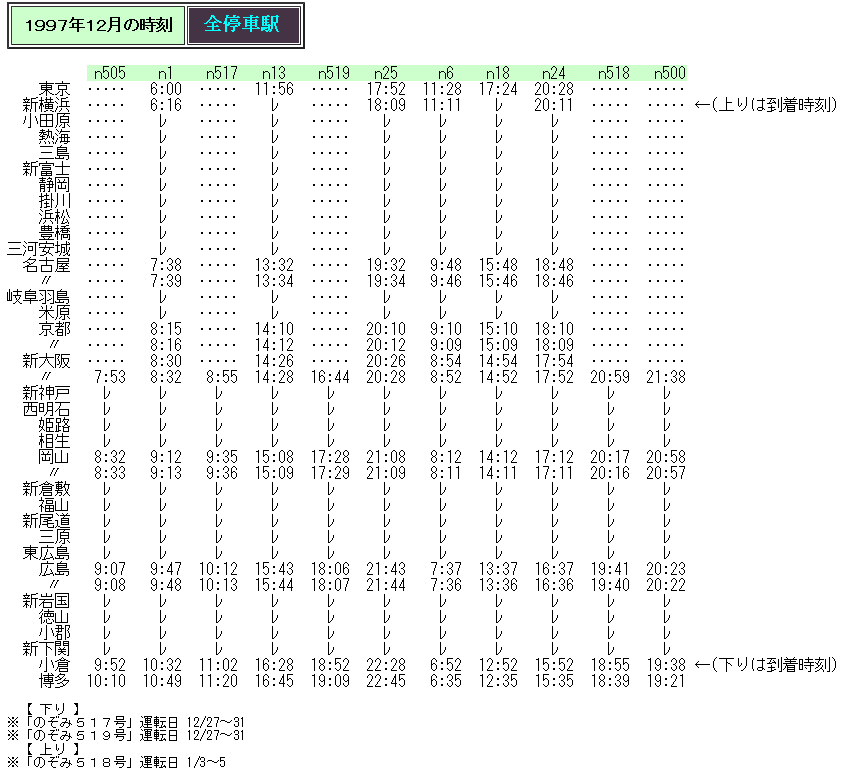 1997年12月の時刻 全停車駅
n505 n1 n517 n13 n519 n25 n6 n18 n24 n518 n500
東京 ····· 6:00 ····· 11:56 ····· 17:52 11:28 17:24 20:28 ····· ·····
新横浜 ····· 6:16 ····· レ ····· 18:09 11:11 レ 20:11 ····· ····· ←(上りは到着時刻)
小田原 ····· レ ····· レ ····· レ レ レ レ ····· ·····
熱海 ····· レ ····· レ ····· レ レ レ レ ····· ·····
三島 ····· レ ····· レ ····· レ レ レ レ ····· ·····
新富士 ····· レ ····· レ ····· レ レ レ レ ····· ·····
静岡 ····· レ ····· レ ····· レ レ レ レ ····· ·····
掛川 ····· レ ····· レ ····· レ レ レ レ ····· ·····
浜松 ····· レ ····· レ ····· レ レ レ レ ····· ·····
豊橋 ····· レ ····· レ ····· レ レ レ レ ····· ·····
三河安城 ····· レ ····· レ ····· レ レ レ レ ····· ·····
名古屋 ····· 7:38 ····· 13:32 ····· 19:32 9:48 15:48 18:48 ····· ·····
〃 ····· 7:39 ····· 13:34 ····· 19:34 9:46 15:46 18:46 ····· ·····
岐阜羽島 ····· レ ····· レ ····· レ レ レ レ ····· ·····
米原 ····· レ ····· レ ····· レ レ レ レ ····· ·····
京都 ····· 8:15 ····· 14:10 ····· 20:10 9:10 15:10 18:10 ····· ·····
〃 ····· 8:16 ····· 14:12 ····· 20:12 9:09 15:09 18:09 ····· ·····
新大阪 ····· 8:30 ····· 14:26 ····· 20:26 8:54 14:54 17:54 ····· ·····
〃 7:53 8:32 8:55 14:28 16:44 20:28 8:52 14:52 17:52 20:59 21:38
新神戸 レ レ レ レ レ レ レ レ レ レ レ
西明石 レ レ レ レ レ レ レ レ レ レ レ
姫路 レ レ レ レ レ レ レ レ レ レ レ
相生 レ レ レ レ レ レ レ レ レ レ レ
岡山 8:32 9:12 9:35 15:08 17:28 21:08 8:12 14:12 17:12 20:17 20:58
〃 8:33 9:13 9:36 15:09 17:29 21:09 8:11 14:11 17:11 20:16 20:57
新倉敷 レ レ レ レ レ レ レ レ レ レ レ
福山 レ レ レ レ レ レ レ レ レ レ レ
新尾道 レ レ レ レ レ レ レ レ レ レ レ
三原 レ レ レ レ レ レ レ レ レ レ レ
東広島 レ レ レ レ レ レ レ レ レ レ レ
広島 9:07 9:47 10:12 15:43 18:06 21:43 7:37 13:37 16:37 19:41 20:23
〃 9:08 9:48 10:13 15:44 18:07 21:44 7:36 13:36 16:36 19:40 20:22
新岩国 レ レ レ レ レ レ レ レ レ レ レ
徳山 レ レ レ レ レ レ レ レ レ レ レ
小郡 レ レ レ レ レ レ レ レ レ レ レ
新下関 レ レ レ レ レ レ レ レ レ レ レ
小倉 9:52 10:32 11:02 16:28 18:52 22:28 6:52 12:52 15:52 18:55 19:38 ←(下りは到着時刻)
博多 10:10 10:49 11:20 16:45 19:09 22:45 6:35 12:35 15:35 18:39 19:21
【 下り 】
※「のぞみ５１７号」運転日 12/27～31
※「のぞみ５１９号」運転日 12/27～31
【 上り 】
※「のぞみ５１８号」運転日 1/3～5